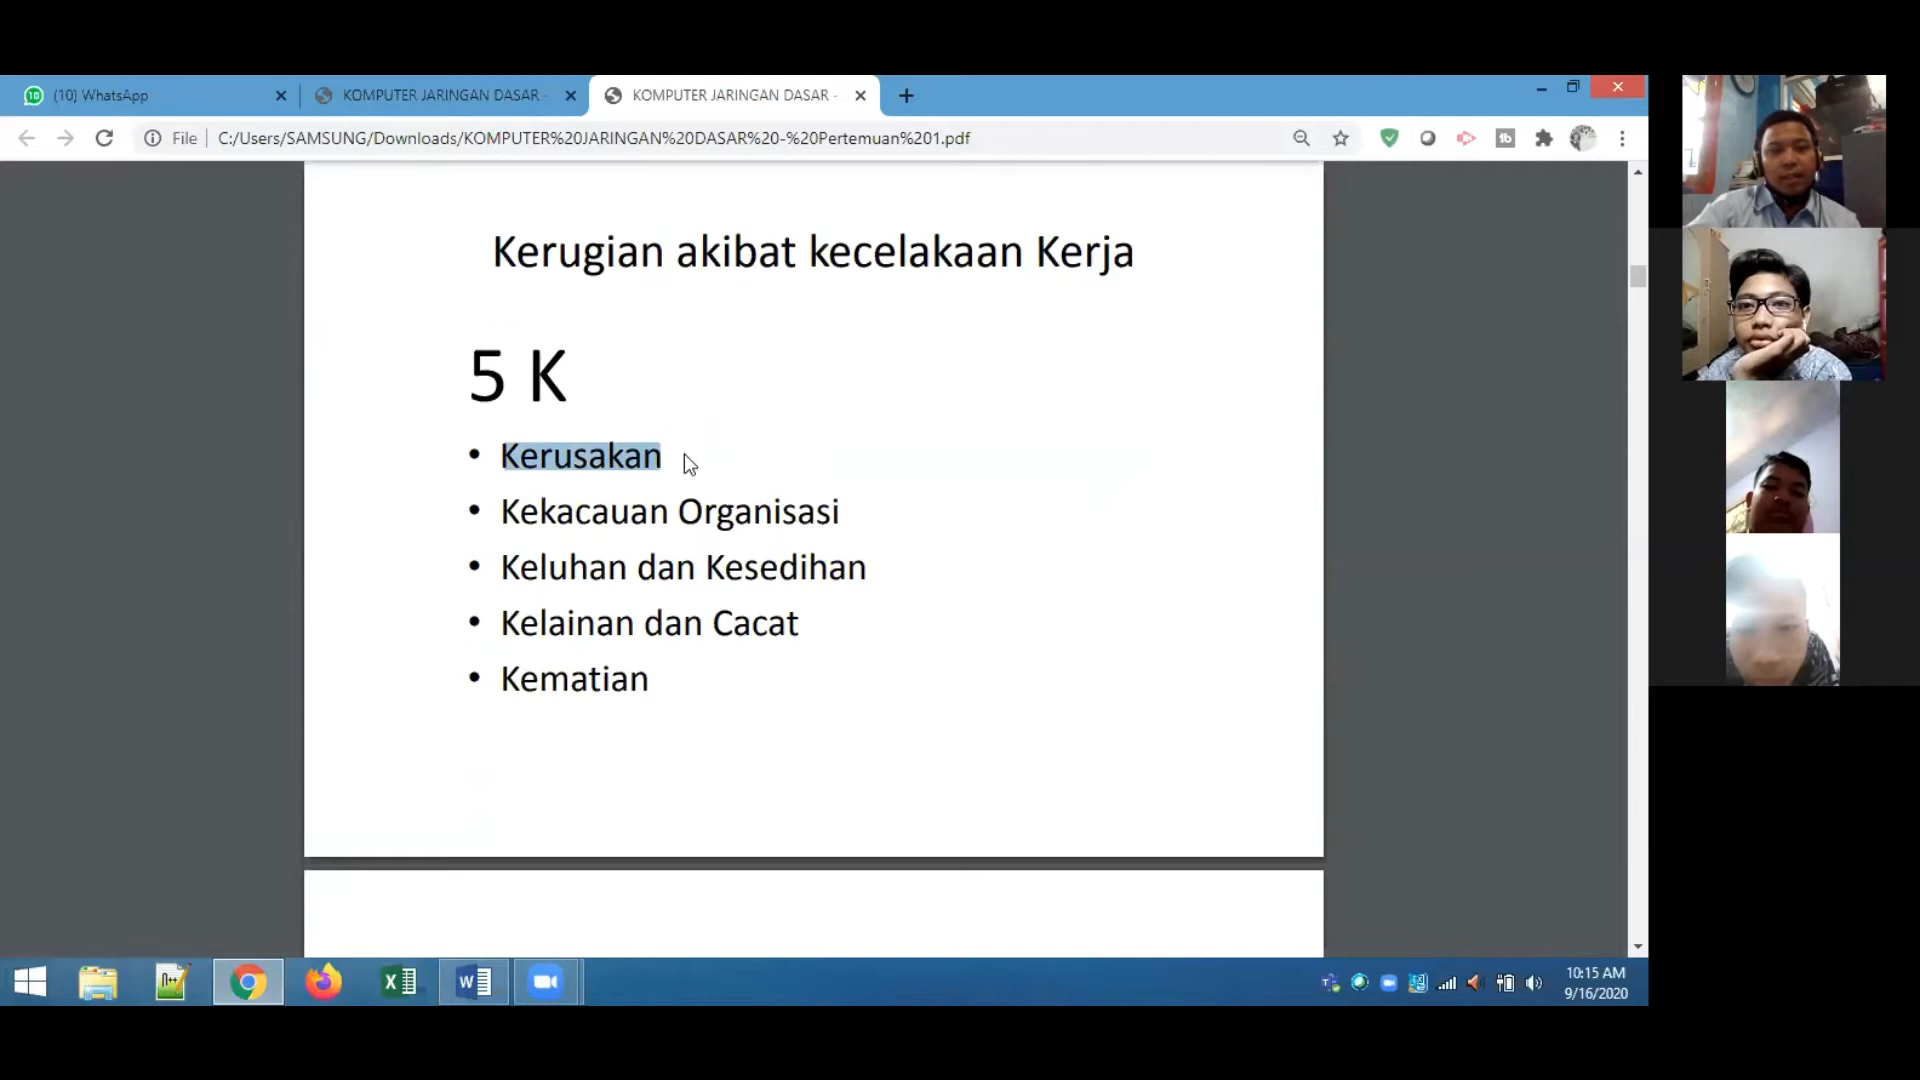 (10) WhatsApp
KOMPUTER JARINGAN DASAR -
KOMPUTER JARINGAN DASAR -
File
C:/Users/SAMSUNG/Downloads/KOMPUTER%20JARINGAN%20DASAR%20-%20Pertemuan%201.pdf
Kerugian akibat kecelakaan Kerja
5 K
• Kerusakan
• Kekacauan Organisasi
• Keluhan dan Kesedihan
• Kelainan dan Cacat
• Kematian
10:15 AM
9/16/2020